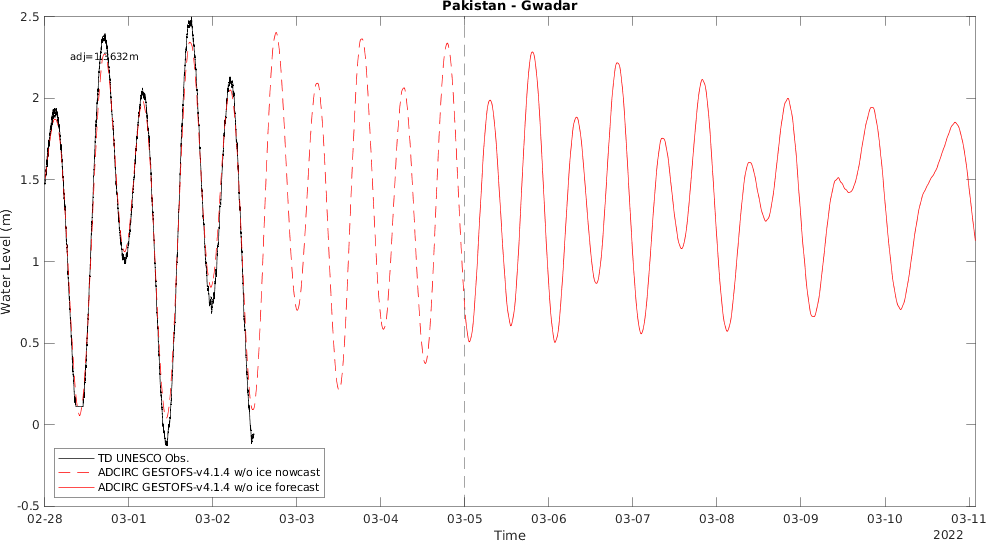 Pakistan - Gwadar
2.5
adj=1.3632m
2
1.5
1
0.5
0
-0.5
Water Level (m)
TD UNESCO Obs.
ADCIRC GESTOFS-v4.1.4 w/o ice nowcast
ADCIRC GESTOFS-v4.1.4 w/o ice forecast
02-28 03-01 03-02 03-03 03-04 03-05 03-06 03-07 03-08 03-09 03-10 03-11
Time
2022